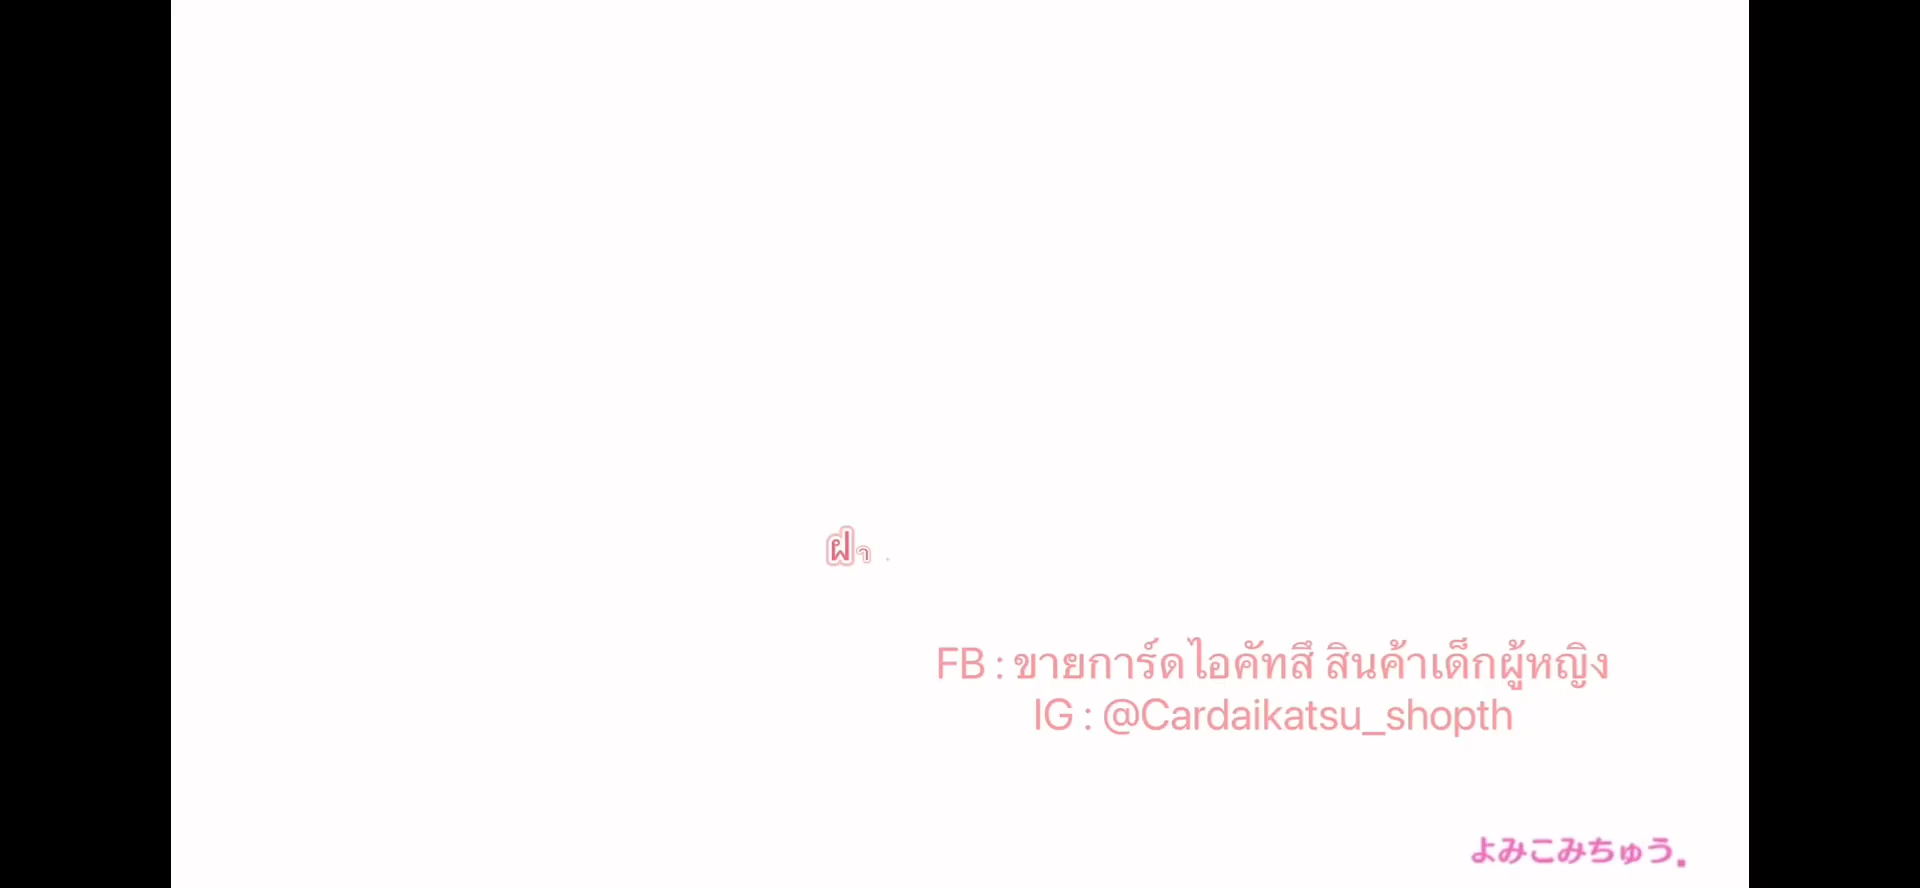 ฝา
FB : ขายการ์ดไอคัทสึ สินค้าเด็กผู้หญิง
IG : @Cardaikatsu_shopth
よみこみちゅう.